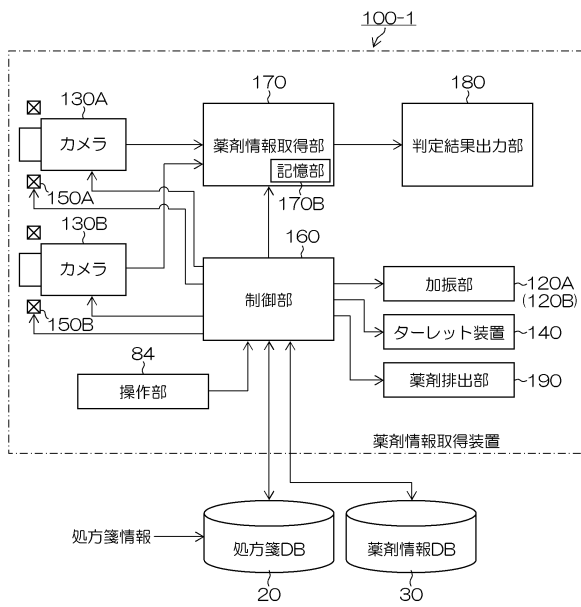 100-1
130A
カメラ
150A
130B
カメラ
150B
170
薬剤情報取得部
記憶部
170B
180
判定結果出力部
160
制御部
加振部
120A
(120B)
ターレット装置
140
薬剤排出部
190
84
操作部
薬剤情報取得装置
処方箋情報
処方箋DB
20
薬剤情報DB
30